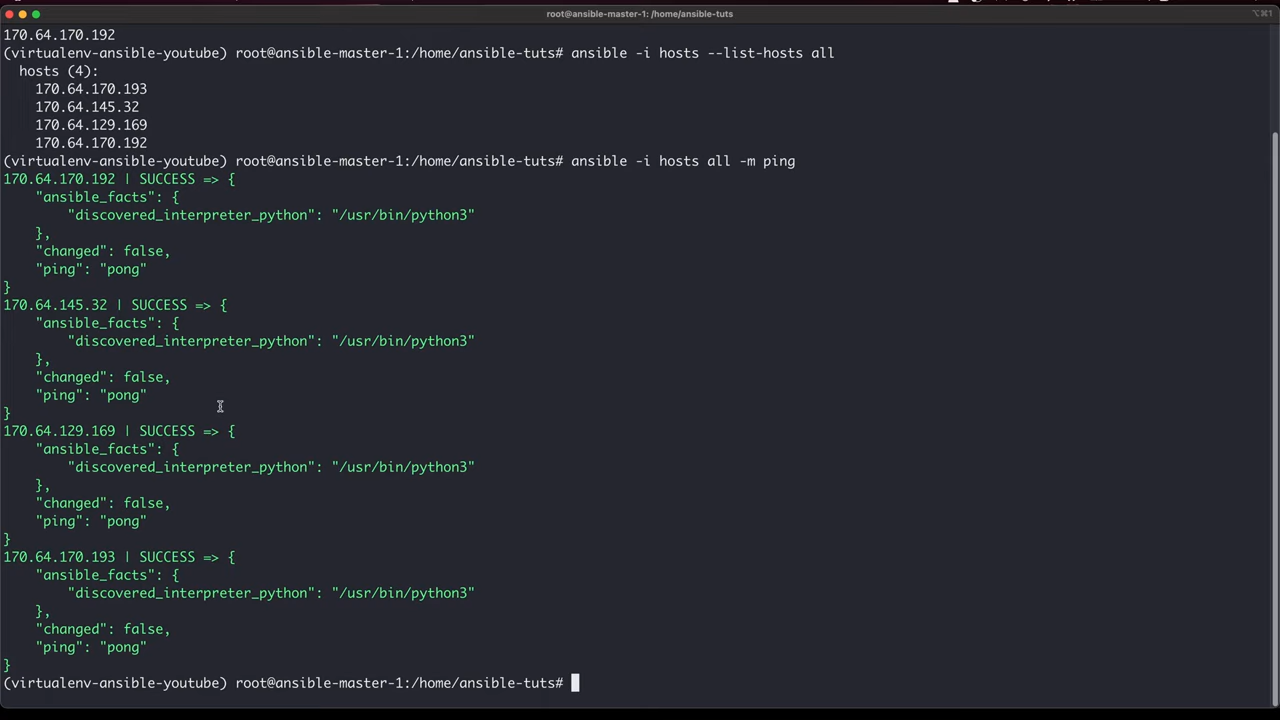 root@ansible-master-1: /home/ansible-tuts
⌥⌘1
170.64.170.192
(virtualenv-ansible-youtube) root@ansible-master-1:/home/ansible-tuts# ansible -i hosts --list-hosts all
  hosts (4):
    170.64.170.193
    170.64.145.32
    170.64.129.169
    170.64.170.192
(virtualenv-ansible-youtube) root@ansible-master-1:/home/ansible-tuts# ansible -i hosts all -m ping
170.64.170.192 | SUCCESS => {
    "ansible_facts": {
        "discovered_interpreter_python": "/usr/bin/python3"
    },
    "changed": false,
    "ping": "pong"
}
170.64.145.32 | SUCCESS => {
    "ansible_facts": {
        "discovered_interpreter_python": "/usr/bin/python3"
    },
    "changed": false,
    "ping": "pong"
}
170.64.129.169 | SUCCESS => {
    "ansible_facts": {
        "discovered_interpreter_python": "/usr/bin/python3"
    },
    "changed": false,
    "ping": "pong"
}
170.64.170.193 | SUCCESS => {
    "ansible_facts": {
        "discovered_interpreter_python": "/usr/bin/python3"
    },
    "changed": false,
    "ping": "pong"
}
(virtualenv-ansible-youtube) root@ansible-master-1:/home/ansible-tuts#